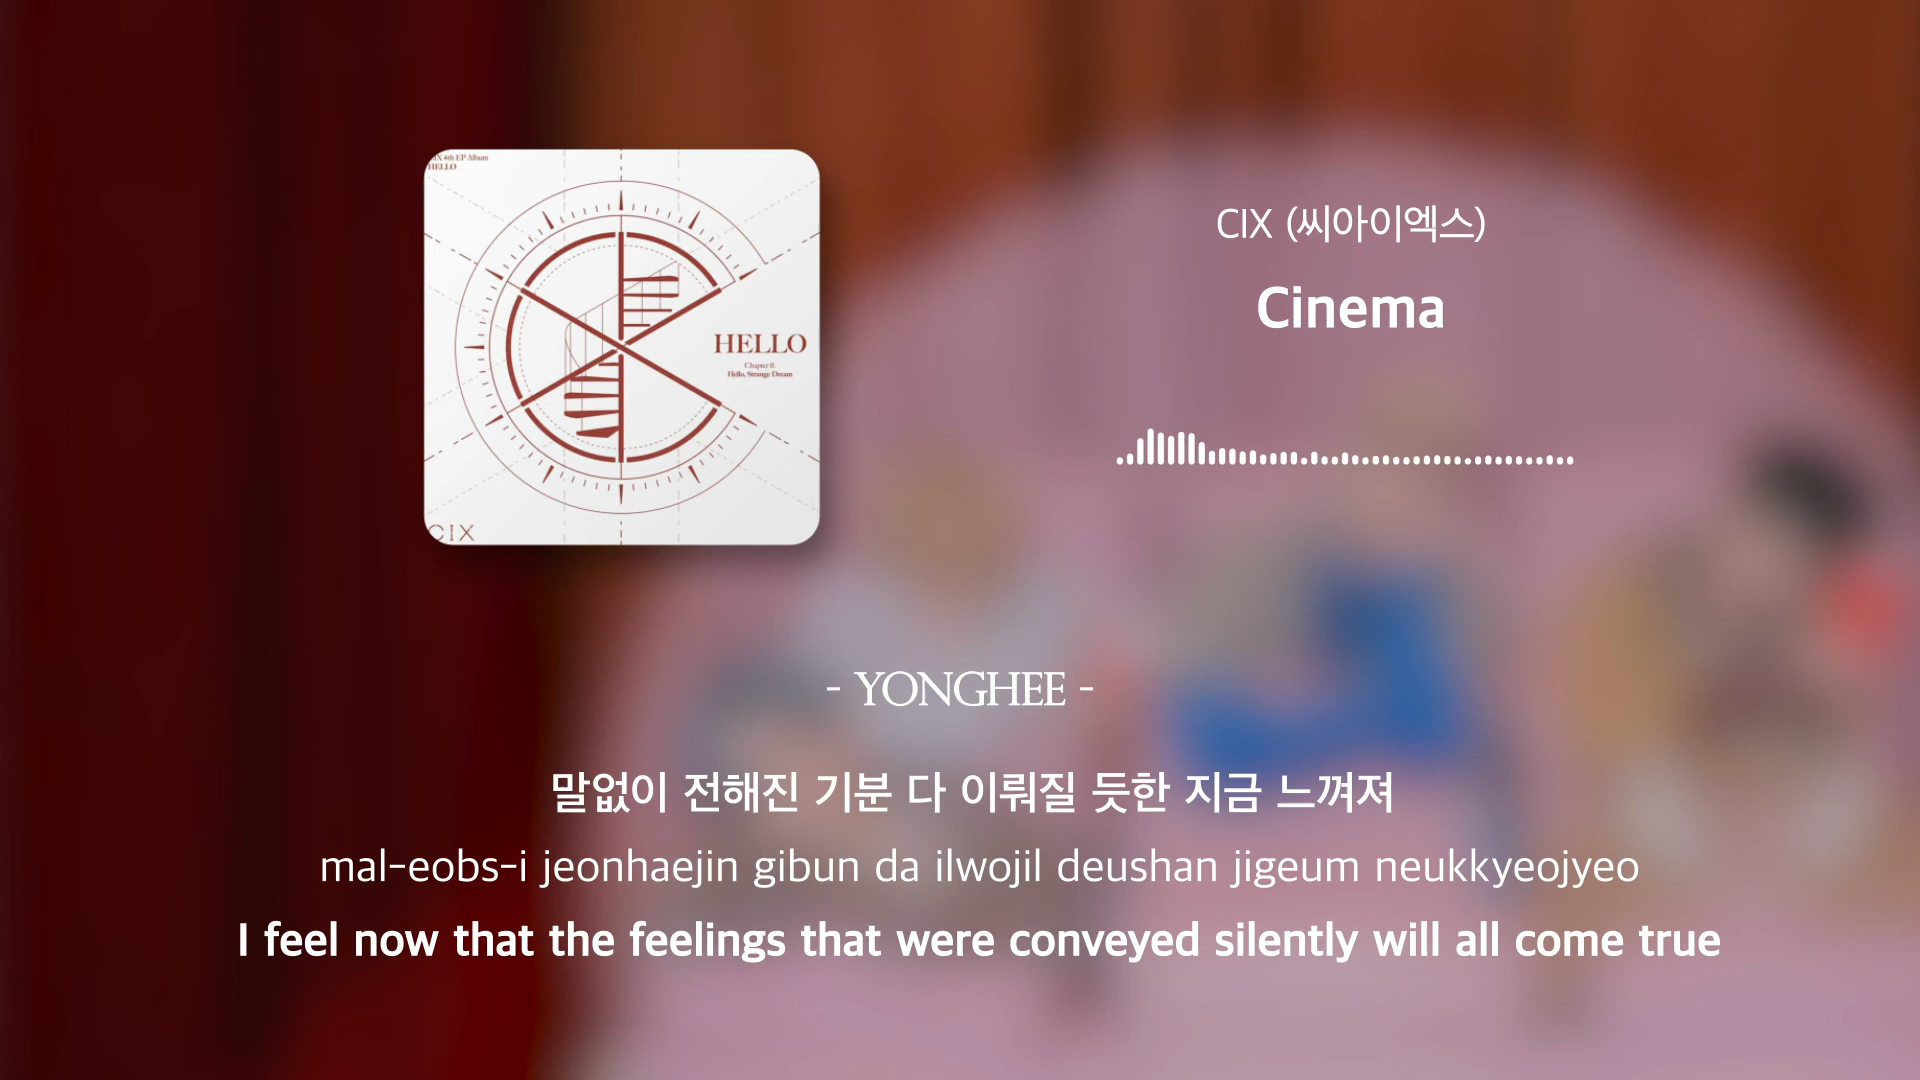 IX 4th EP Album
HELLO
HELLO
Chapter Ø.
Hello, Strange Dream
CIX
CIX (씨아이엑스)
Cinema
- YONGHEE -
말없이 전해진 기분 다 이뤄질 듯한 지금 느껴져
mal-eobs-i jeonhaejin gibun da ilwojil deushan jigeum neukkyeojyeo
I feel now that the feelings that were conveyed silently will all come true